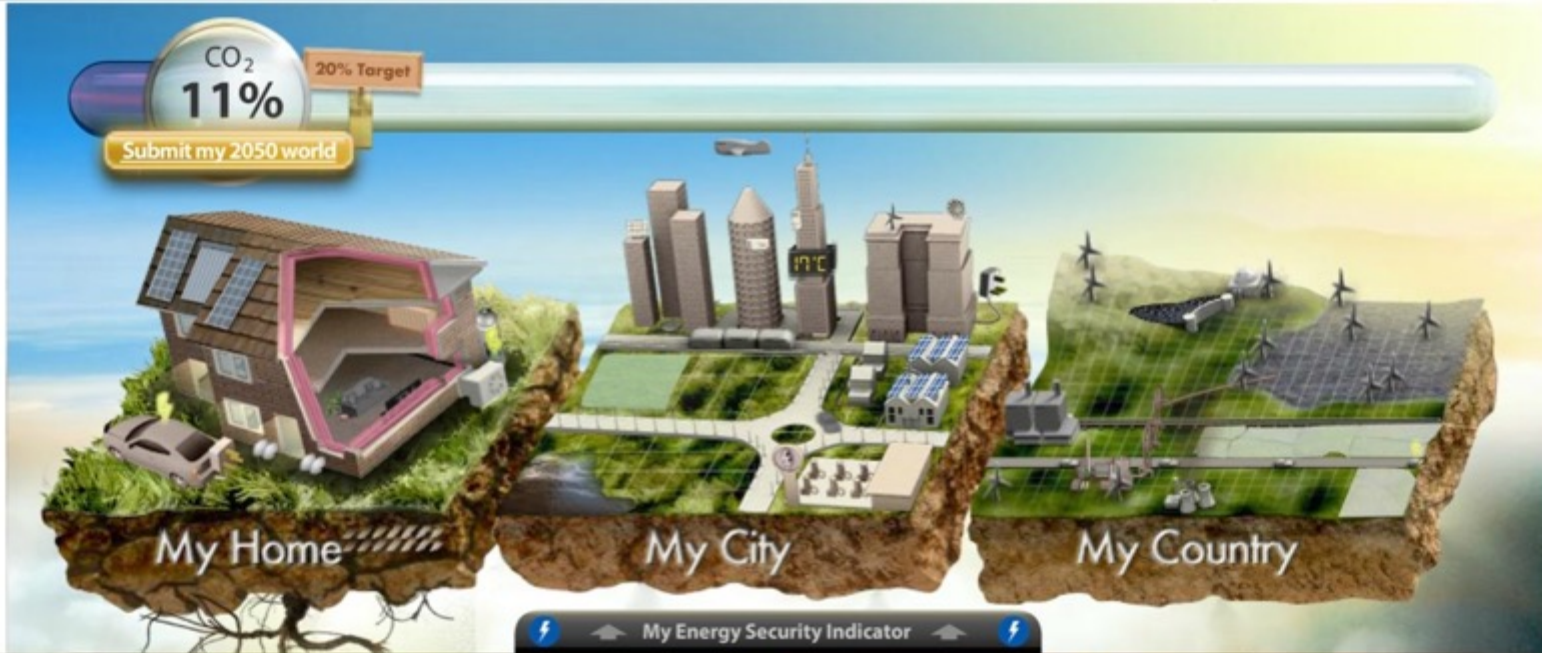 CO₂
11%
20% Target
Submit my 2050 world
17°C
My Home
My City
My Country
My Energy Security Indicator